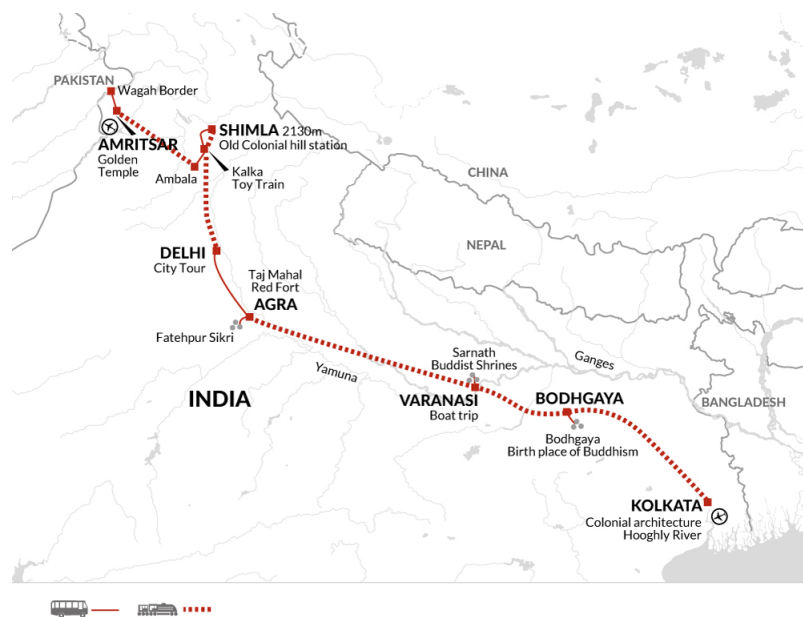 PAKISTAN
Wagah Border
AMRITSAR
Golden
Temple
SHIMLA 2130m
Old Colonial hill station
Ambala
Kalka
Toy Train
CHINA
NEPAL
DELHI
City Tour
Taj Mahal
Red Fort
AGRA
Fatehpur Sikri
Yamuna
Sarnath
Buddist Shrines
Ganges
INDIA
VARANASI
Boat trip
BODHGAYA
Bodhgaya
Birth place of Buddhism
BANGLADESH
KOLKATA
Colonial architecture
Hooghly River